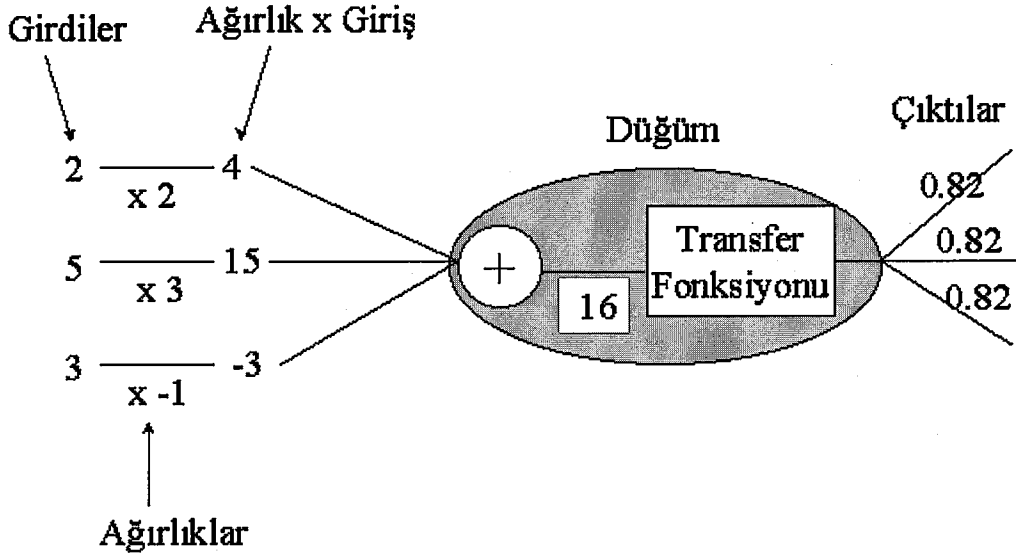 Girdiler
Ağırlık x Giriş
Düğüm
Çıktılar
2
x 2
4
5
x 3
15
3
x -1
-3
+
16
Transfer
Fonksiyonu
0.82
0.82
0.82
Ağırlıklar